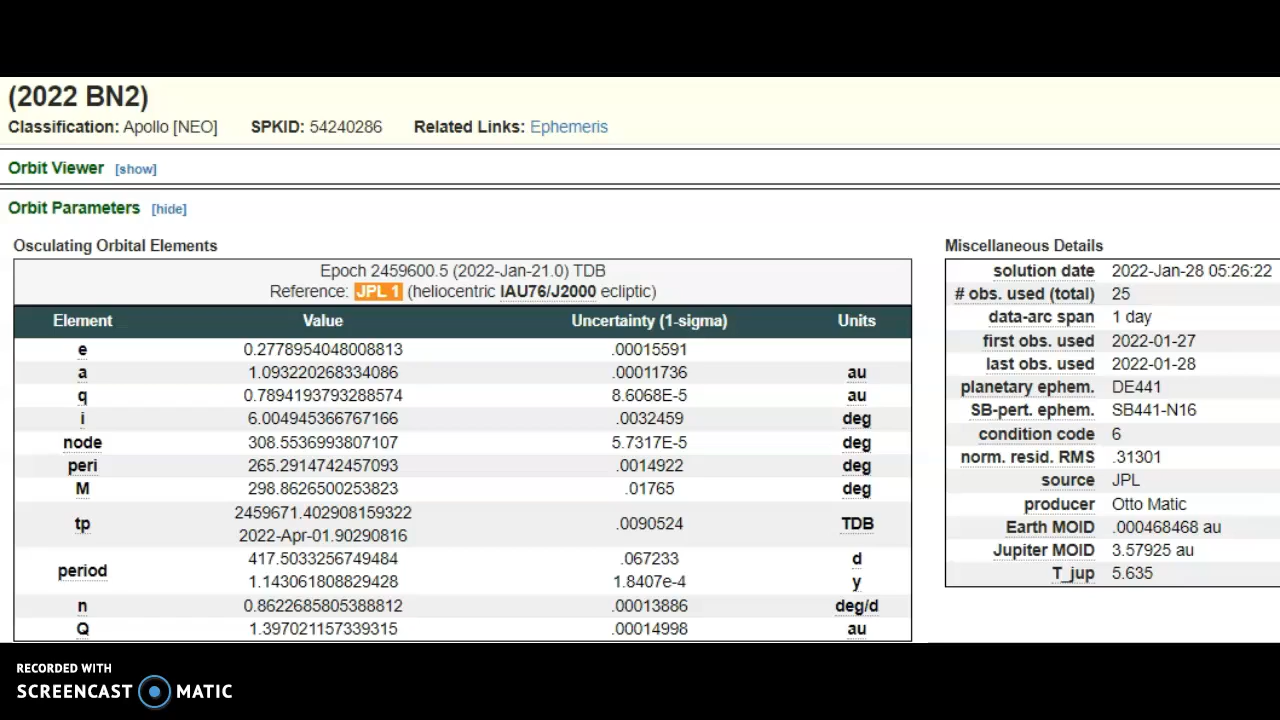 (2022 BN2)
Classification: Apollo [NEO] SPKID: 54240286 Related Links: Ephemeris
Orbit Viewer [show]
Orbit Parameters [hide]
Osculating Orbital Elements
Epoch 2459600.5 (2022-Jan-21.0) TDB
Reference: JPL 1 (heliocentric IAU76/J2000 ecliptic)
Element Value Uncertainty (1-sigma) Units
e 0.2778954048008813 .00015591
a 1.093220268334086 .00011736 au
q 0.7894193793288574 8.6068E-5 au
i 6.004945366767166 .0032459 deg
node 308.5536993807107 5.7317E-5 deg
peri 265.2914742457093 .0014922 deg
M 298.8626500253823 .01765 deg
tp 2459671.402908159322 .0090524 TDB
2022-Apr-01.90290816
period 417.5033256749484 .067233 d
1.143061808829428 1.8407e-4 y
n 0.8622685805388812 .00013886 deg/d
Q 1.397021157339315 .00014998 au
Miscellaneous Details
solution date 2022-Jan-28 05:26:22
# obs. used (total) 25
data-arc span 1 day
first obs. used 2022-01-27
last obs. used 2022-01-28
planetary ephem. DE441
SB-pert. ephem. SB441-N16
condition code 6
norm. resid. RMS .31301
source JPL
producer Otto Matic
Earth MOID .000468468 au
Jupiter MOID 3.57925 au
T_jup 5.635
RECORDED WITH
SCREENCAST MATIC